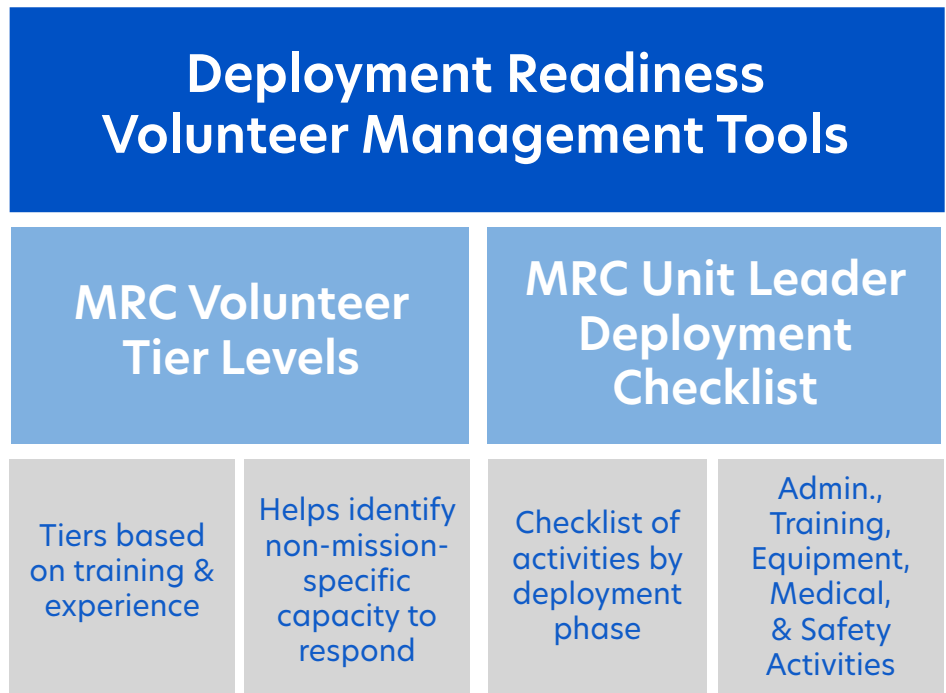 Deployment Readiness
Volunteer Management Tools
MRC Volunteer
Tier Levels
MRC Unit Leader
Deployment
Checklist
Tiers based
on training &
experience
Helps identify
non-mission-
specific
capacity to
respond
Checklist of
activities by
deployment
phase
Admin.,
Training,
Equipment,
Medical,
& Safety
Activities